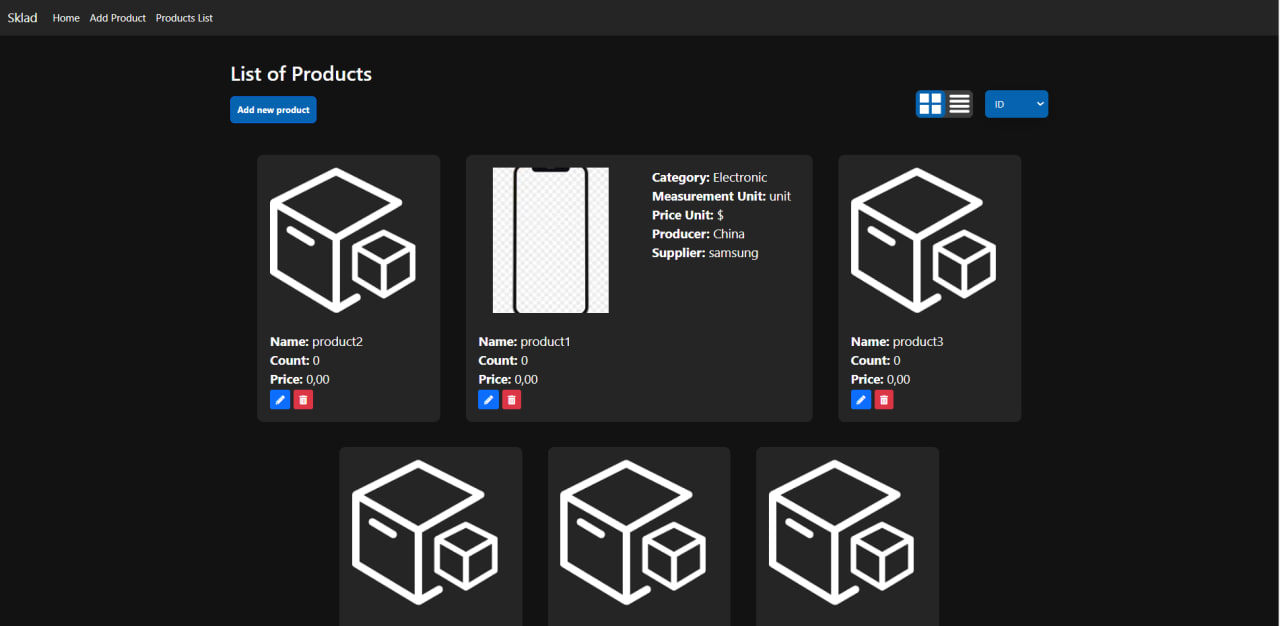 Sklad Home Add Product Products List
List of Products
Add new product
ID
Name: product2
Count: 0
Price: 0,00
Category: Electronic
Measurement Unit: unit
Price Unit: $
Producer: China
Supplier: samsung
Name: product1
Count: 0
Price: 0,00
Name: product3
Count: 0
Price: 0,00